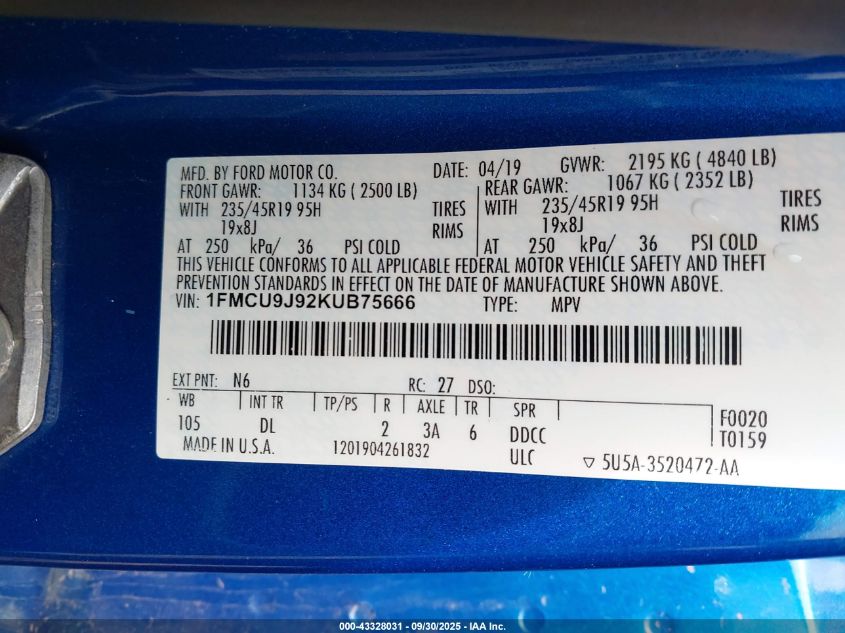 MFD. BY FORD MOTOR CO. DATE: 04/19 GVWR: 2195 KG ( 4840 LB)
FRONT GAWR: 1134 KG ( 2500 LB) REAR GAWR: 1067 KG ( 2352 LB)
WITH 235/45R19 95H TIRES WITH 235/45R19 95H TIRES
19x8J RIMS 19x8J RIMS
AT 250 kPa/ 36 PSI COLD AT 250 kPa/ 36 PSI COLD
THIS VEHICLE CONFORMS TO ALL APPLICABLE FEDERAL MOTOR VEHICLE SAFETY AND THEFT
PREVENTION STANDARDS IN EFFECT ON THE DATE OF MANUFACTURE SHOWN ABOVE.
VIN: 1FMCU9J92KUB75666 TYPE: MPV
EXT PNT: N6 RC: 27 DSO:
WB INT TR TP/PS R AXLE TR SPR
105 DL 2 3A 6 DDCC F0020
T0159
MADE IN U.S.A. 1201904261832 ULC ▽ 5U5A-3520472-AA
000-43328031 - 09/30/2025 - IAA Inc.